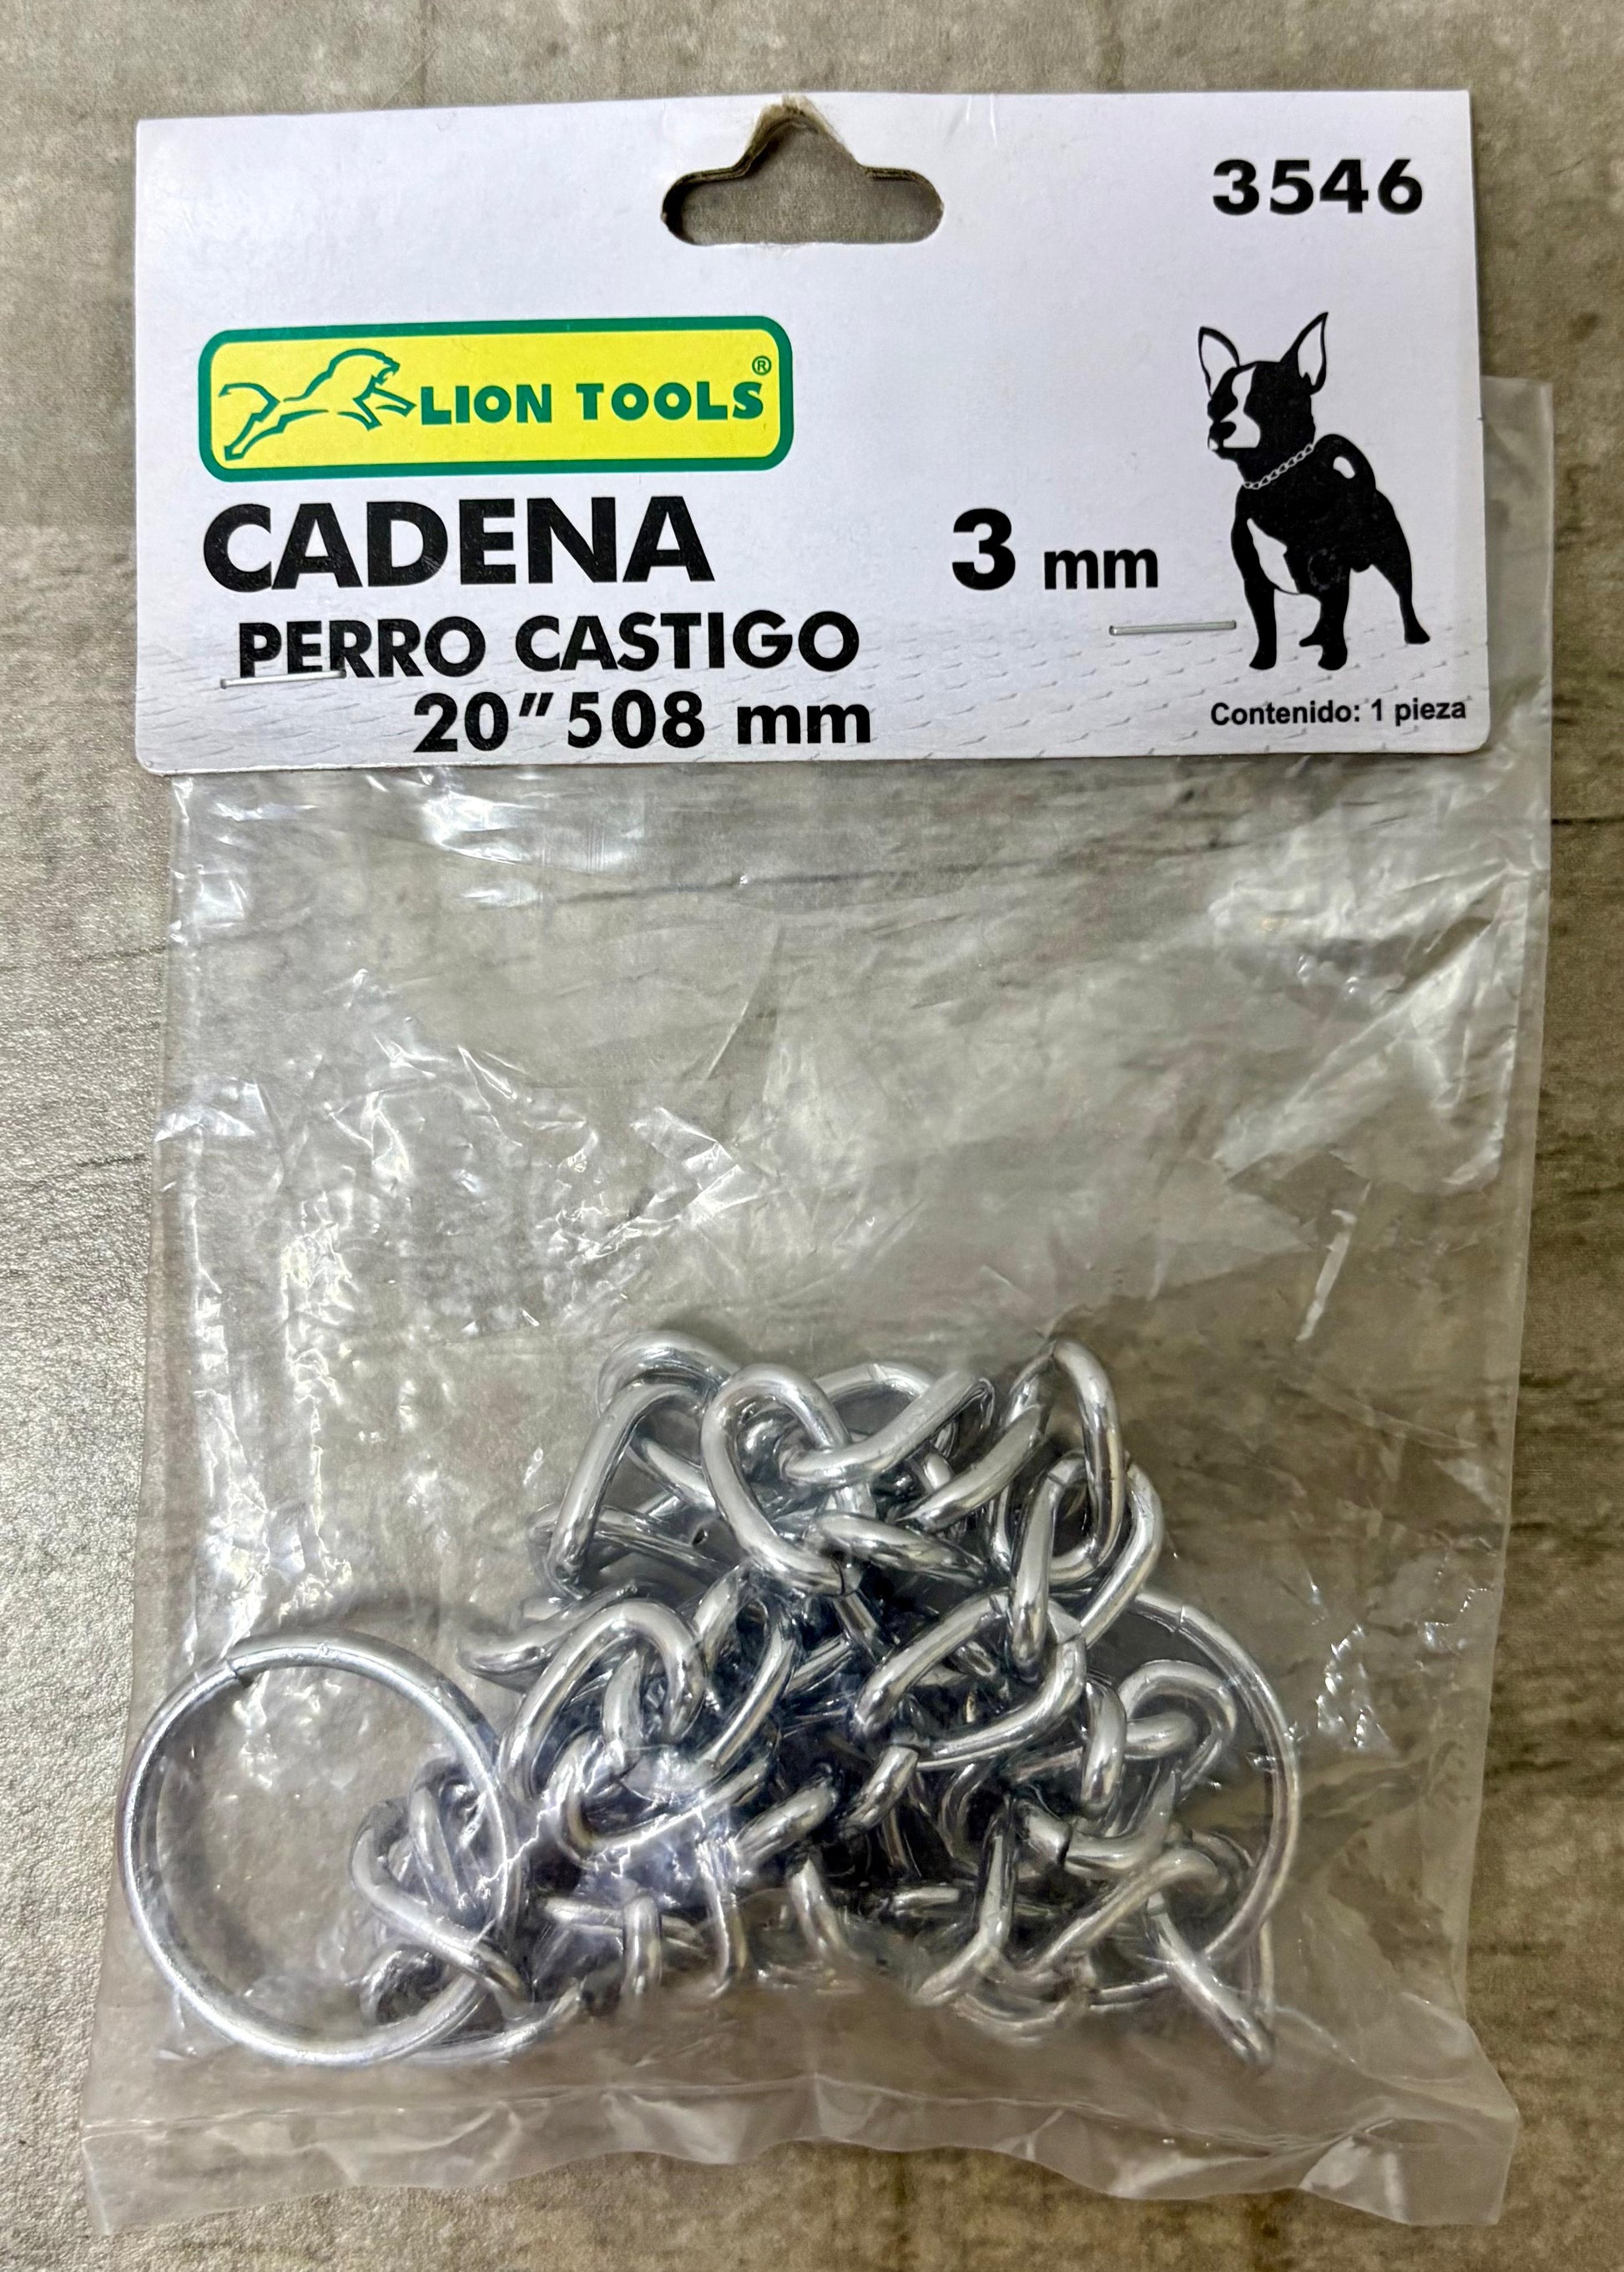 3546
LION TOOLS®
CADENA
3 mm
PERRO CASTIGO
20" 508 mm
Contenido: 1 pieza